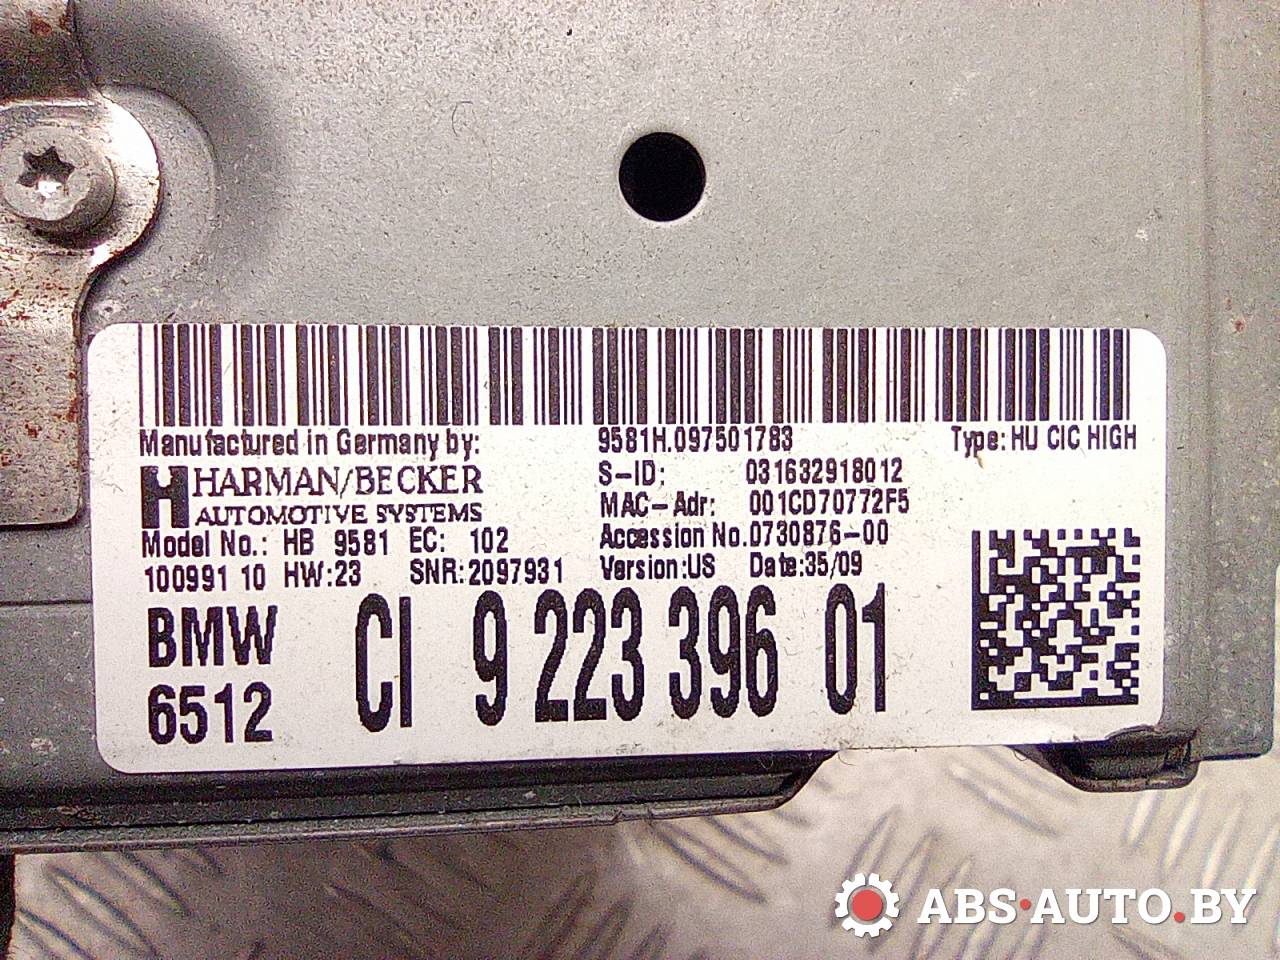 Manufactured in Germany by: 9581H.097501783 Type: HU CIC HIGH
HARMAN/BECKER S-ID: 031632918012
AUTOMOTIVE SYSTEMS MAC-Adr: 001CD70772F5
Model No.: HB 9581 EC: 102 Accession No.0730876-00
10099110 HW:23 SNR:2097931 Version:US Date:35/09
BMW CI 9 223 396 01
6512
ABS·AUTO.BY